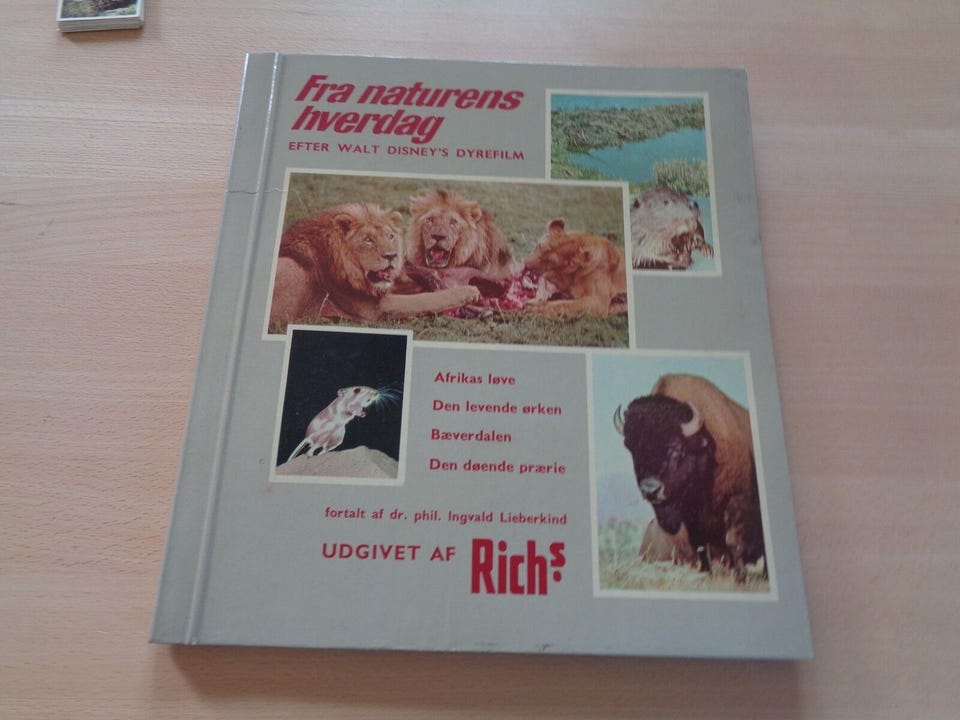 Fra naturens
hverdag
EFTER WALT DISNEY'S DYREFILM
Afrikas løve
Den levende ørken
Bæverdalen
Den døende prærie
fortalt af dr. phil. Ingvald Lieberkind
UDGIVET AF Richs